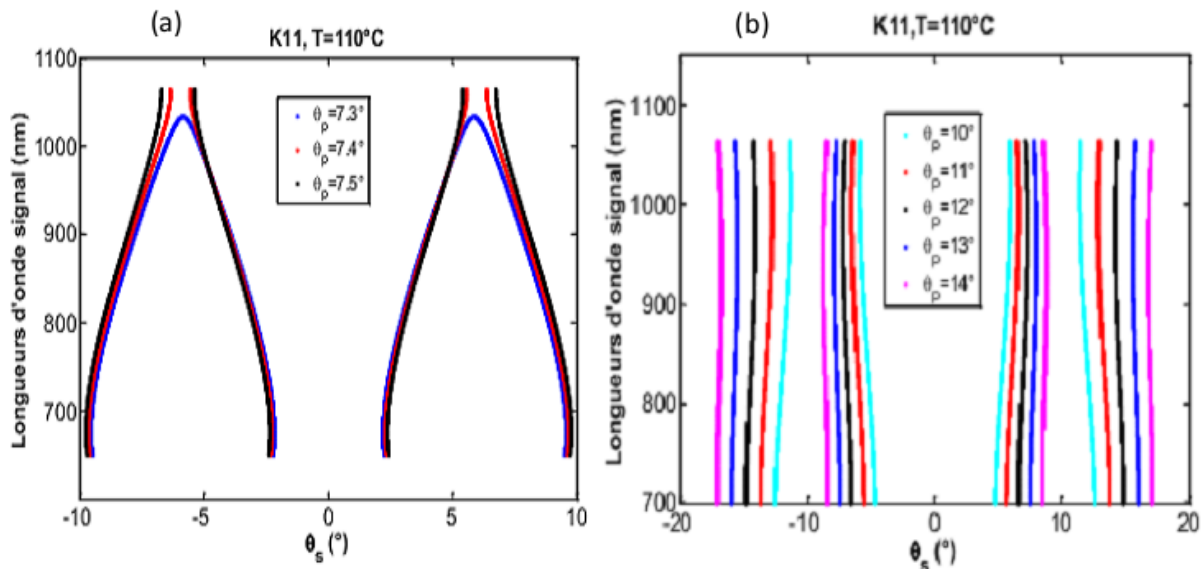 (a)
K11, T=110°C
Longueurs d'onde signal (nm)
1100
1000
900
800
700
θp=7.3°
θp=7.4°
θp=7.5°
-10
-5
0
5
10
θs (°)
(b)
K11,T=110°C
Longueurs d'onde signal (nm)
1100
1000
900
800
700
θp=10°
θp=11°
θp=12°
θp=13°
θp=14°
-20
-10
0
10
20
θs (°)